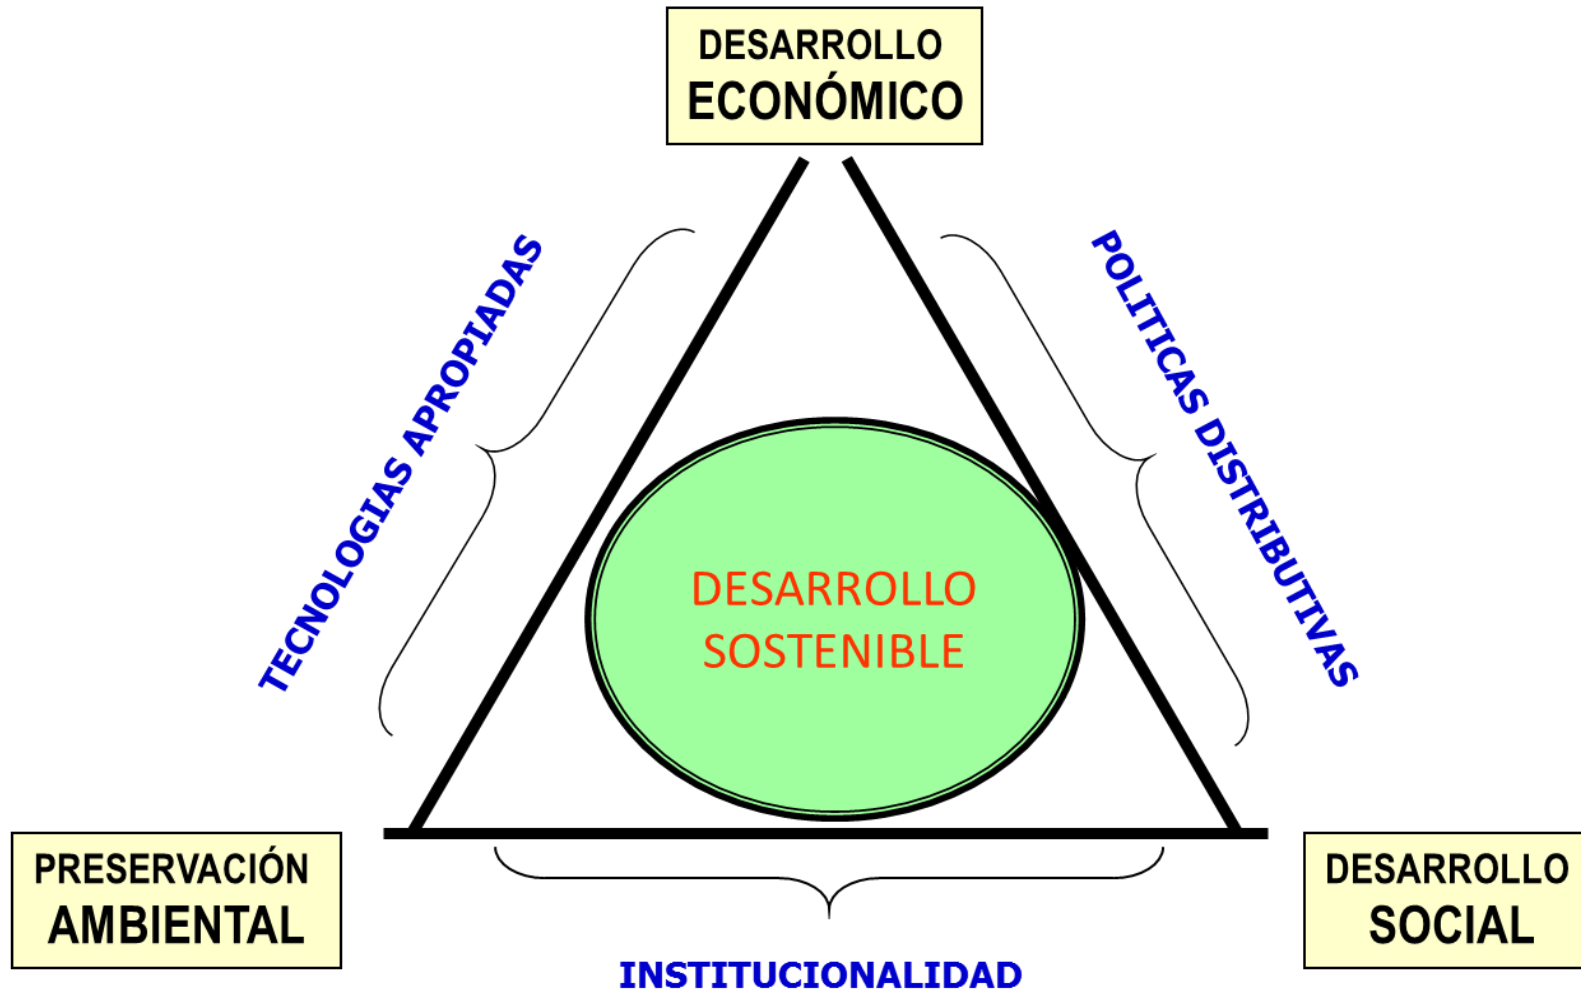 DESARROLLO
ECONÓMICO
TECNOLOGIAS APROPIADAS
POLITICAS DISTRIBUTIVAS
DESARROLLO
SOSTENIBLE
PRESERVACIÓN
AMBIENTAL
DESARROLLO
SOCIAL
INSTITUCIONALIDAD